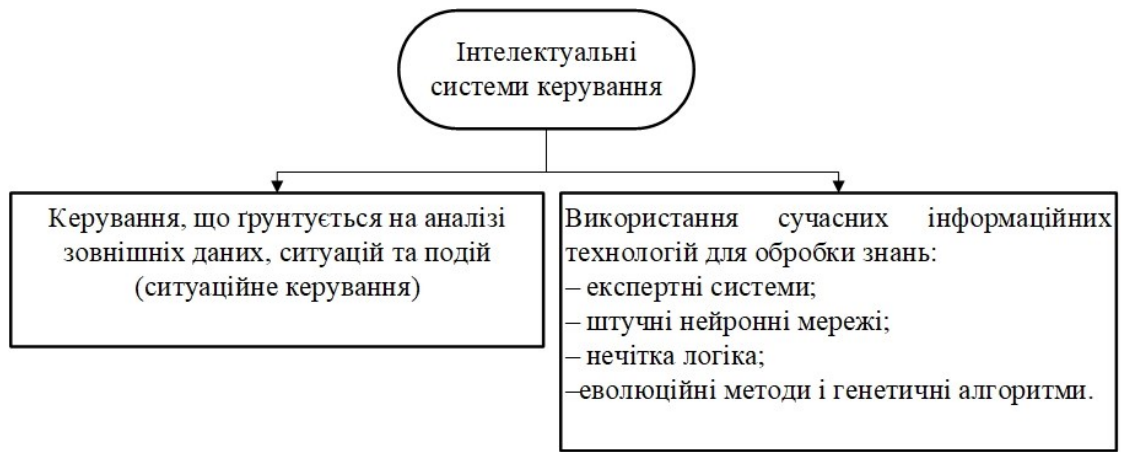 Інтелектуальні
системи керування
Керування, що ґрунтується на аналізі
зовнішніх даних, ситуацій та подій
(ситуаційне керування)
Використання сучасних інформаційних
технологій для обробки знань:
– експертні системи;
– штучні нейронні мережі;
– нечітка логіка;
–еволюційні методи і генетичні алгоритми.